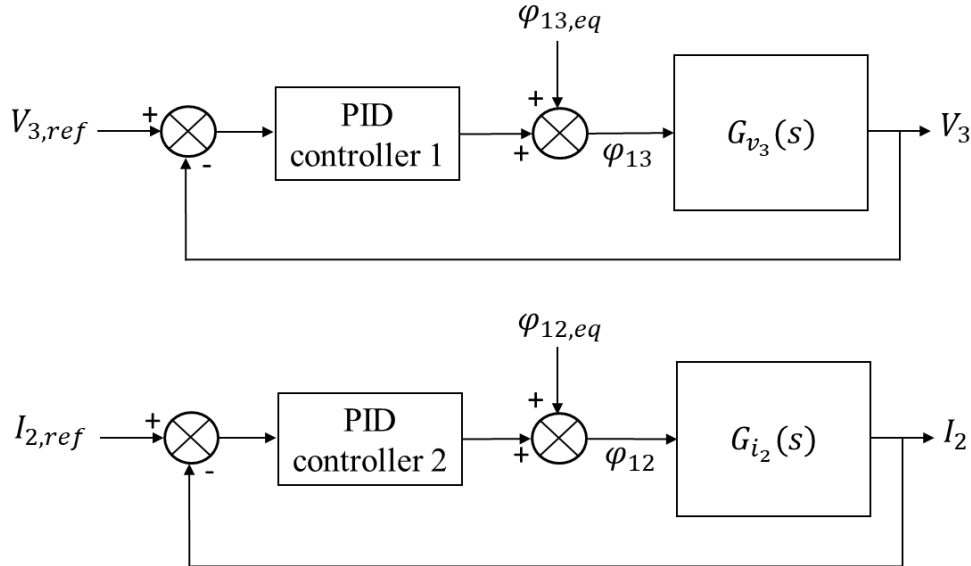 φ13,eq
V3,ref
+
-
PID
controller 1
+
+
φ13
Gv3(s)
V3
φ12,eq
I2,ref
+
-
PID
controller 2
+
+
φ12
Gi2(s)
I2